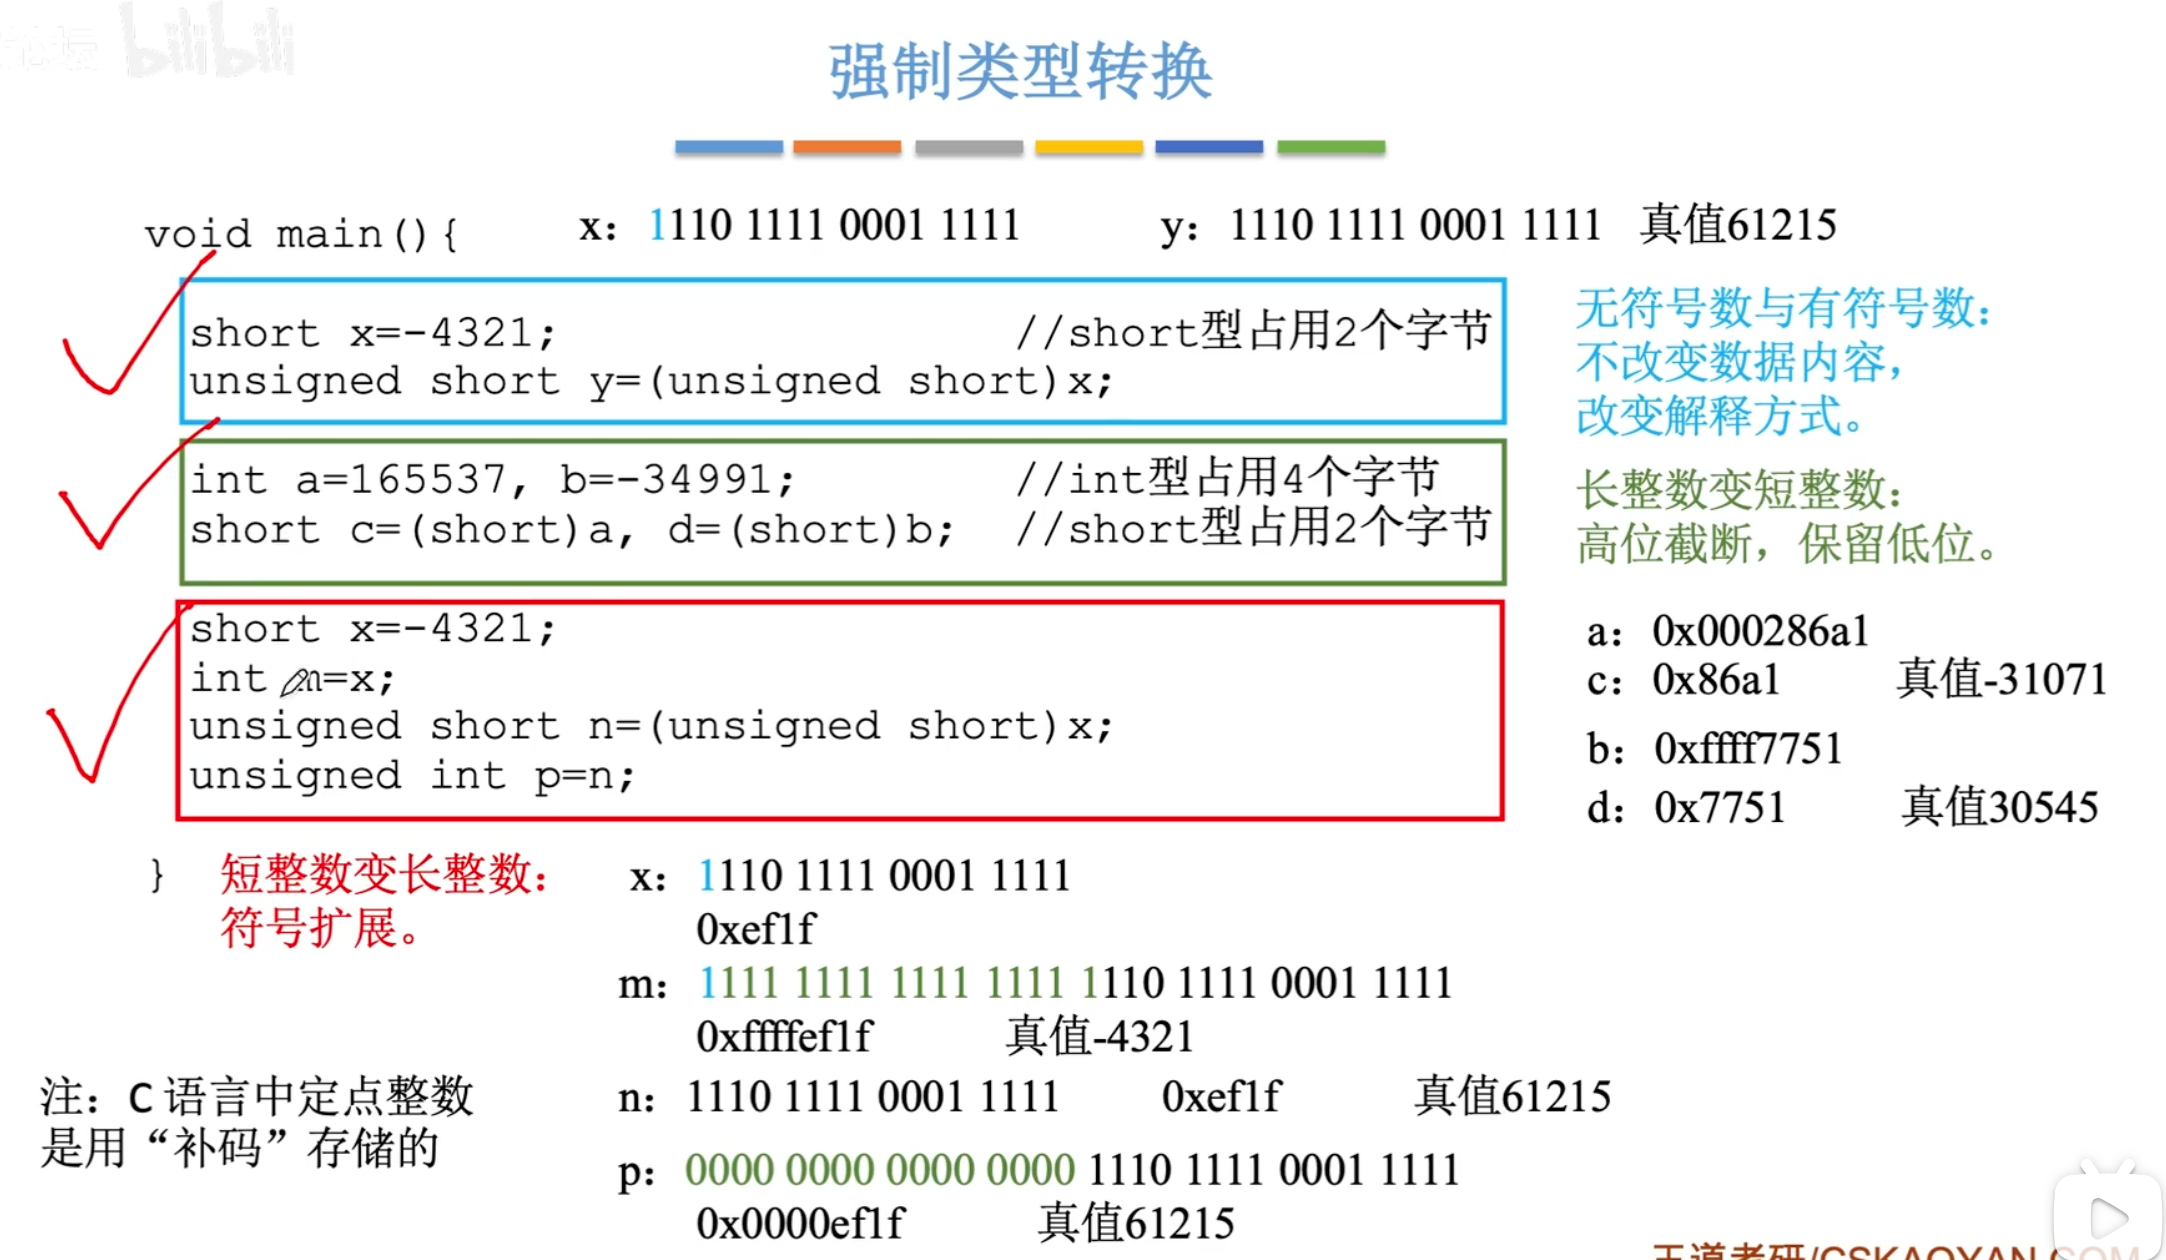 论坛 bilibili
强制类型转换
void main(){
x：1110 1111 0001 1111
y：1110 1111 0001 1111 真值61215
short x=-4321; //short型占用2个字节
unsigned short y=(unsigned short)x;
无符号数与有符号数：
不改变数据内容，
改变解释方式。
int a=165537, b=-34991; //int型占用4个字节
short c=(short)a, d=(short)b; //short型占用2个字节
长整数变短整数：
高位截断，保留低位。
short x=-4321;
int m=x;
unsigned short n=(unsigned short)x;
unsigned int p=n;
a：0x000286a1
c：0x86a1 真值-31071
b：0xffff7751
d：0x7751 真值30545
}
短整数变长整数：
符号扩展。
x：1110 1111 0001 1111
0xef1f
m：1111 1111 1111 1111 1110 1111 0001 1111
0xffffef1f 真值-4321
n：1110 1111 0001 1111 0xef1f 真值61215
p：0000 0000 0000 0000 1110 1111 0001 1111
0x0000ef1f 真值61215
注：C 语言中定点整数
是用“补码”存储的
王道考研/CSKAOYAN.COM